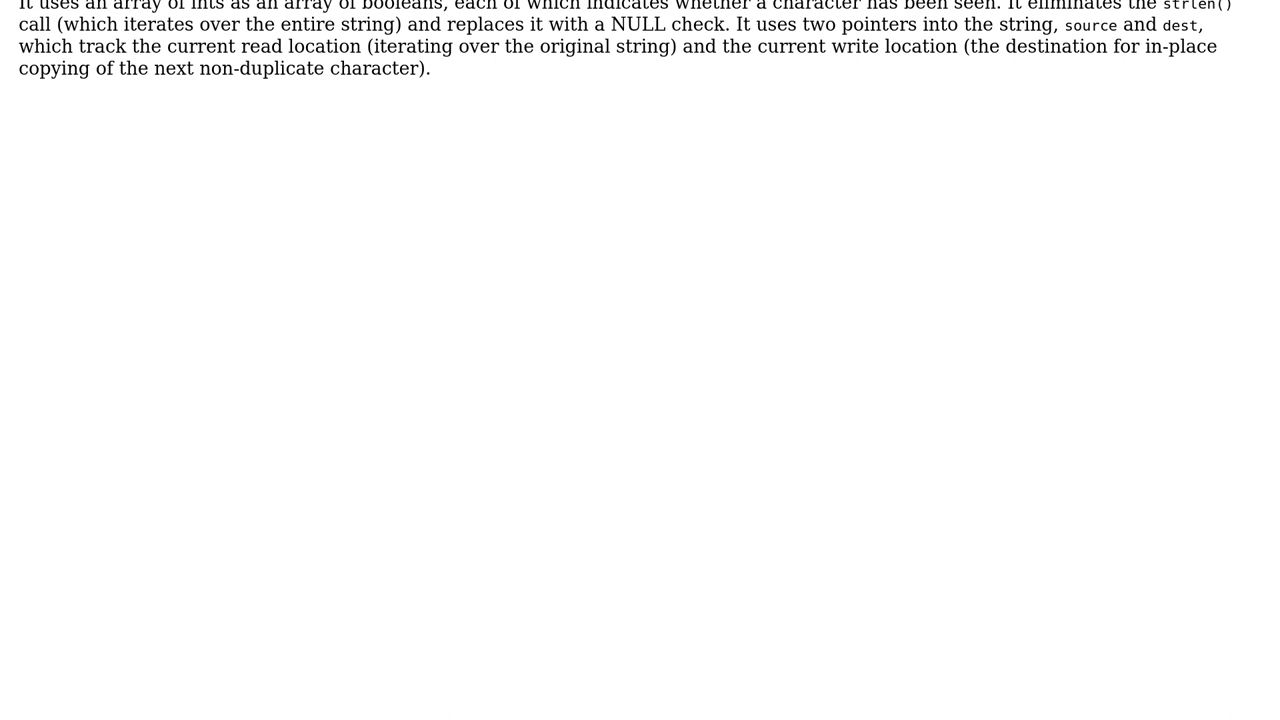 It uses an array of ints as an array of booleans, each of which indicates whether a character has been seen. It eliminates the strlen()
call (which iterates over the entire string) and replaces it with a NULL check. It uses two pointers into the string, source and dest,
which track the current read location (iterating over the original string) and the current write location (the destination for in-place
copying of the next non-duplicate character).